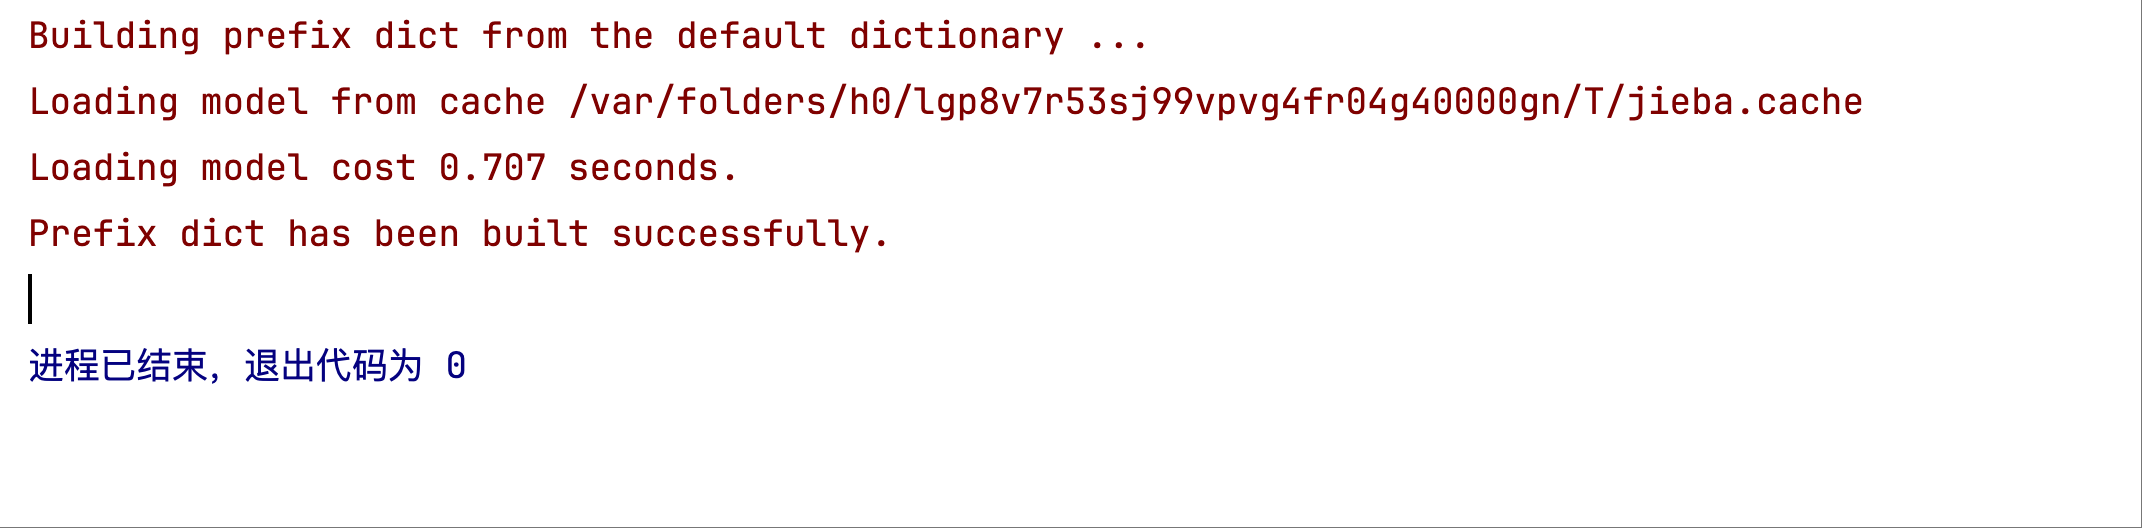 Building prefix dict from the default dictionary ...
Loading model from cache /var/folders/h0/lgp8v7r53sj99vpvg4fr04g40000gn/T/jieba.cache
Loading model cost 0.707 seconds.
Prefix dict has been built successfully.
进程已结束，退出代码为 0